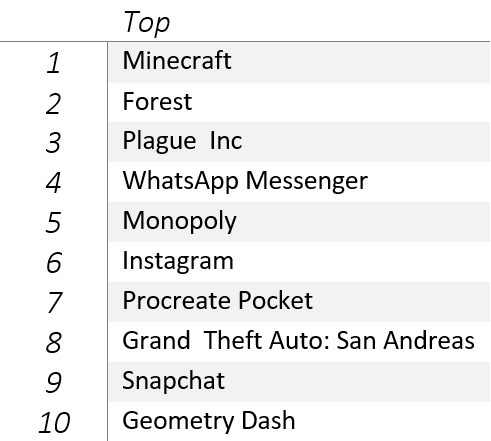 Top
1 Minecraft
2 Forest
3 Plague  Inc
4 WhatsApp Messenger
5 Monopoly
6 Instagram
7 Procreate Pocket
8 Grand  Theft Auto: San Andreas
9 Snapchat
10 Geometry Dash